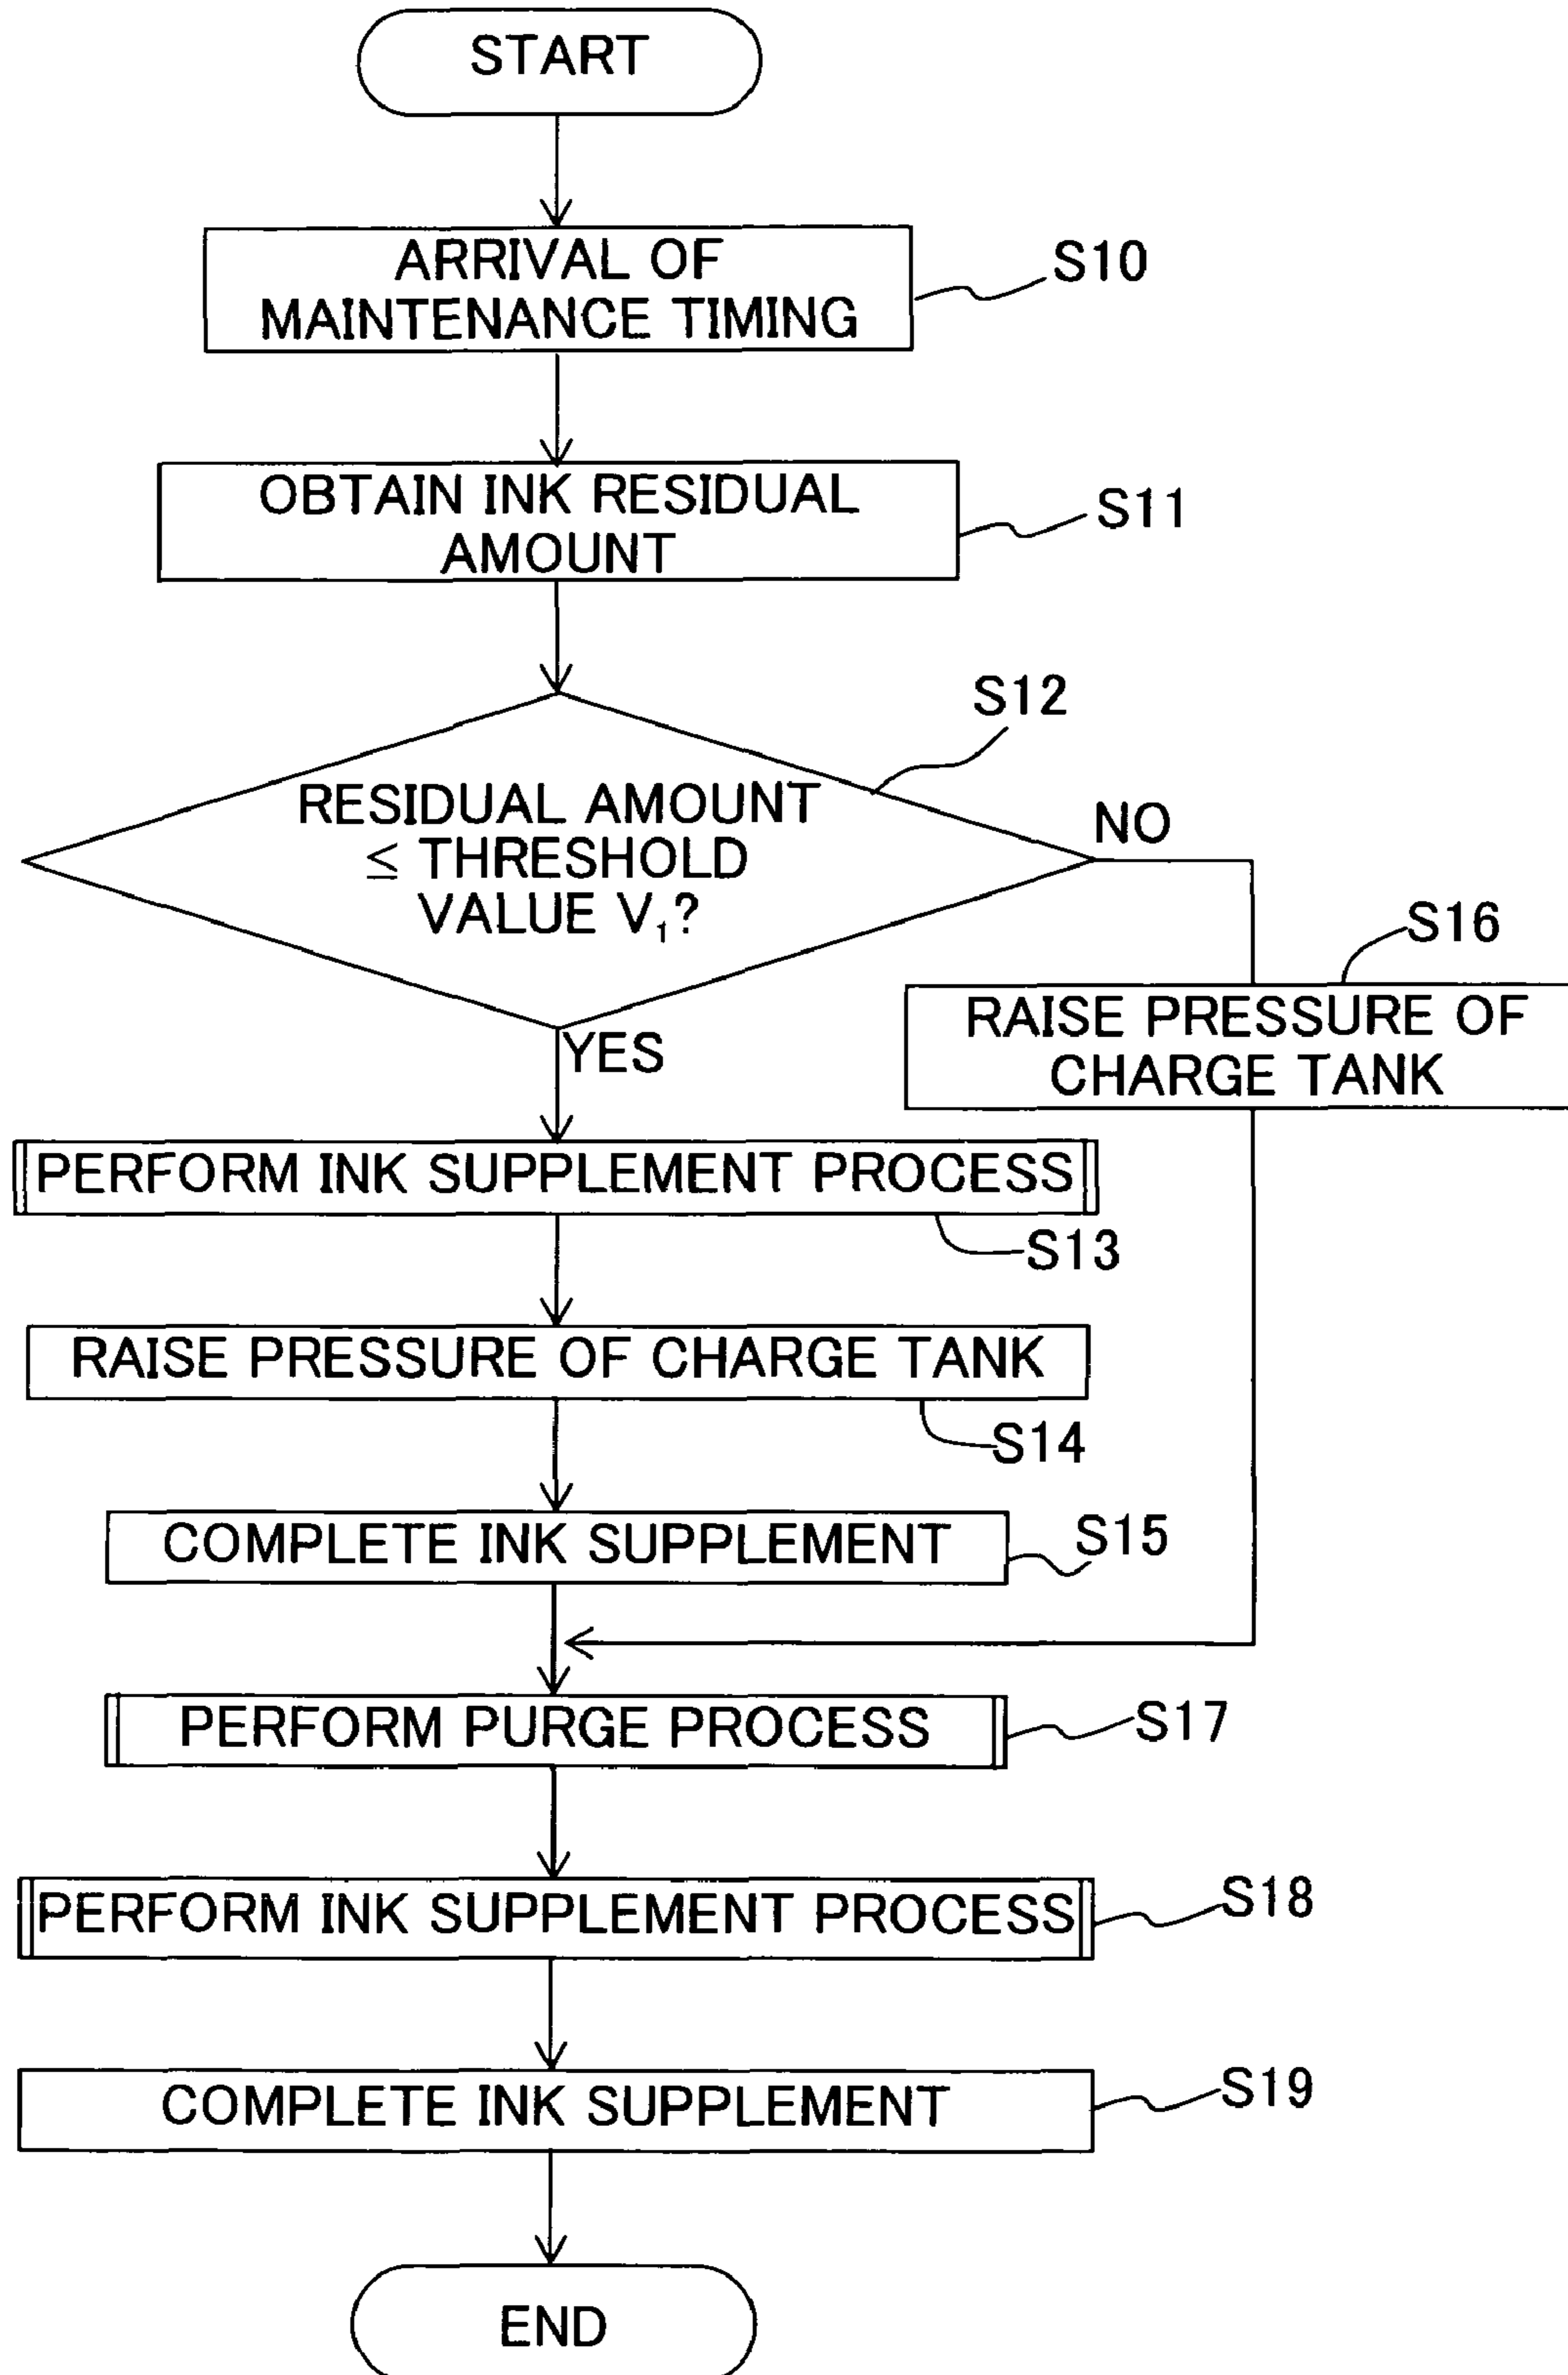 START
ARRIVAL OF
MAINTENANCE TIMING
S10
OBTAIN INK RESIDUAL
AMOUNT
S11
S12
RESIDUAL AMOUNT
≤ THRESHOLD
VALUE V₁?
NO
YES
S16
RAISE PRESSURE OF
CHARGE TANK
PERFORM INK SUPPLEMENT PROCESS
S13
RAISE PRESSURE OF CHARGE TANK
S14
COMPLETE INK SUPPLEMENT
S15
PERFORM PURGE PROCESS
S17
PERFORM INK SUPPLEMENT PROCESS
S18
COMPLETE INK SUPPLEMENT
S19
END